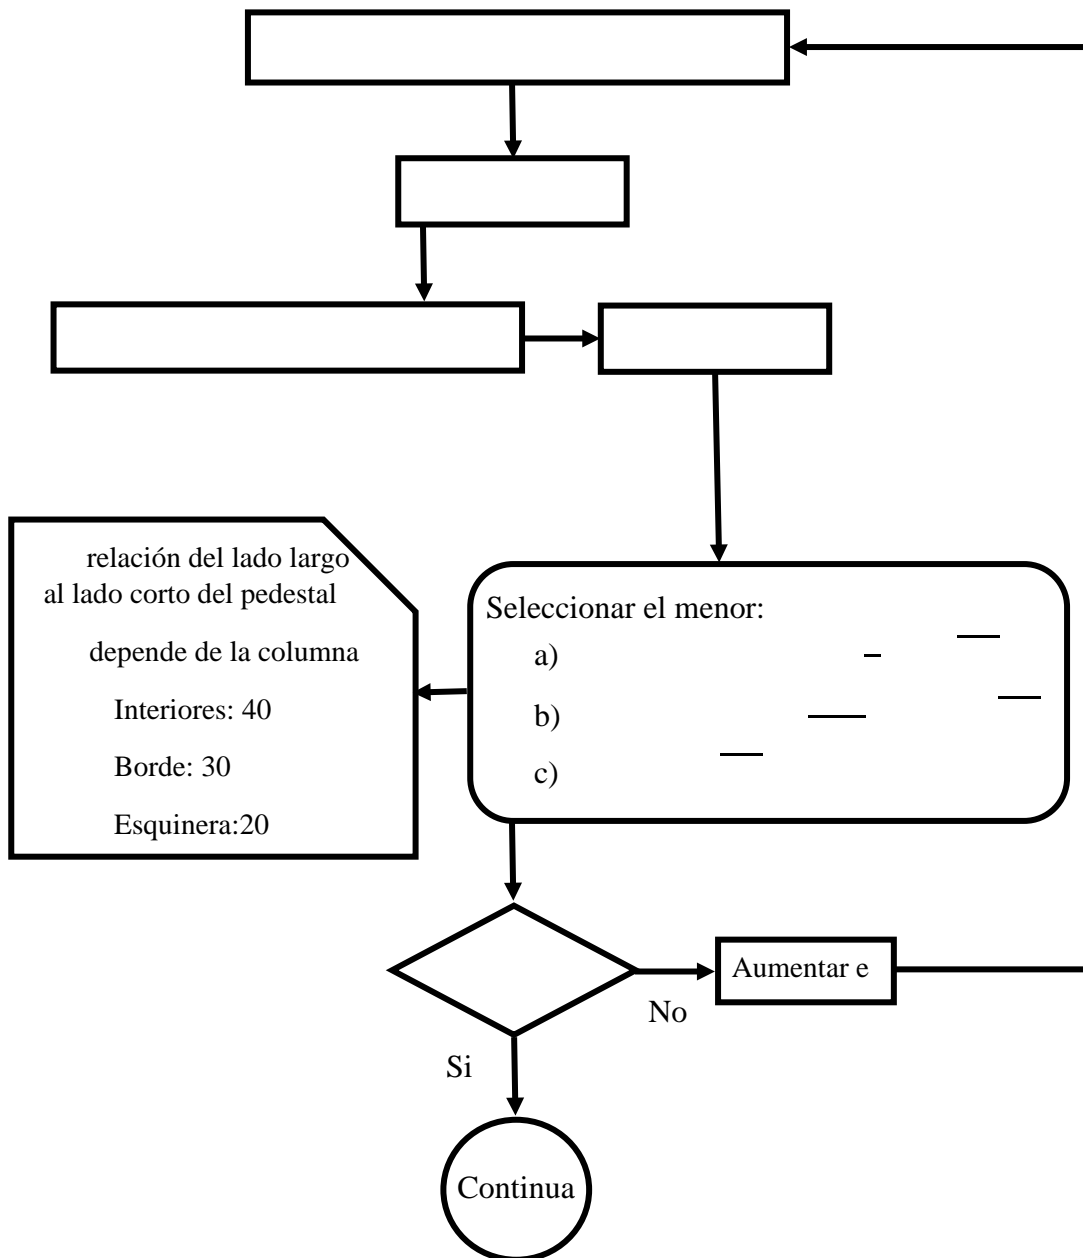 relación del lado largo
al lado corto del pedestal
depende de la columna
Interiores: 40
Borde: 30
Esquinera:20
Seleccionar el menor:
a)
b)
c)
Aumentar e
No
Si
Continua